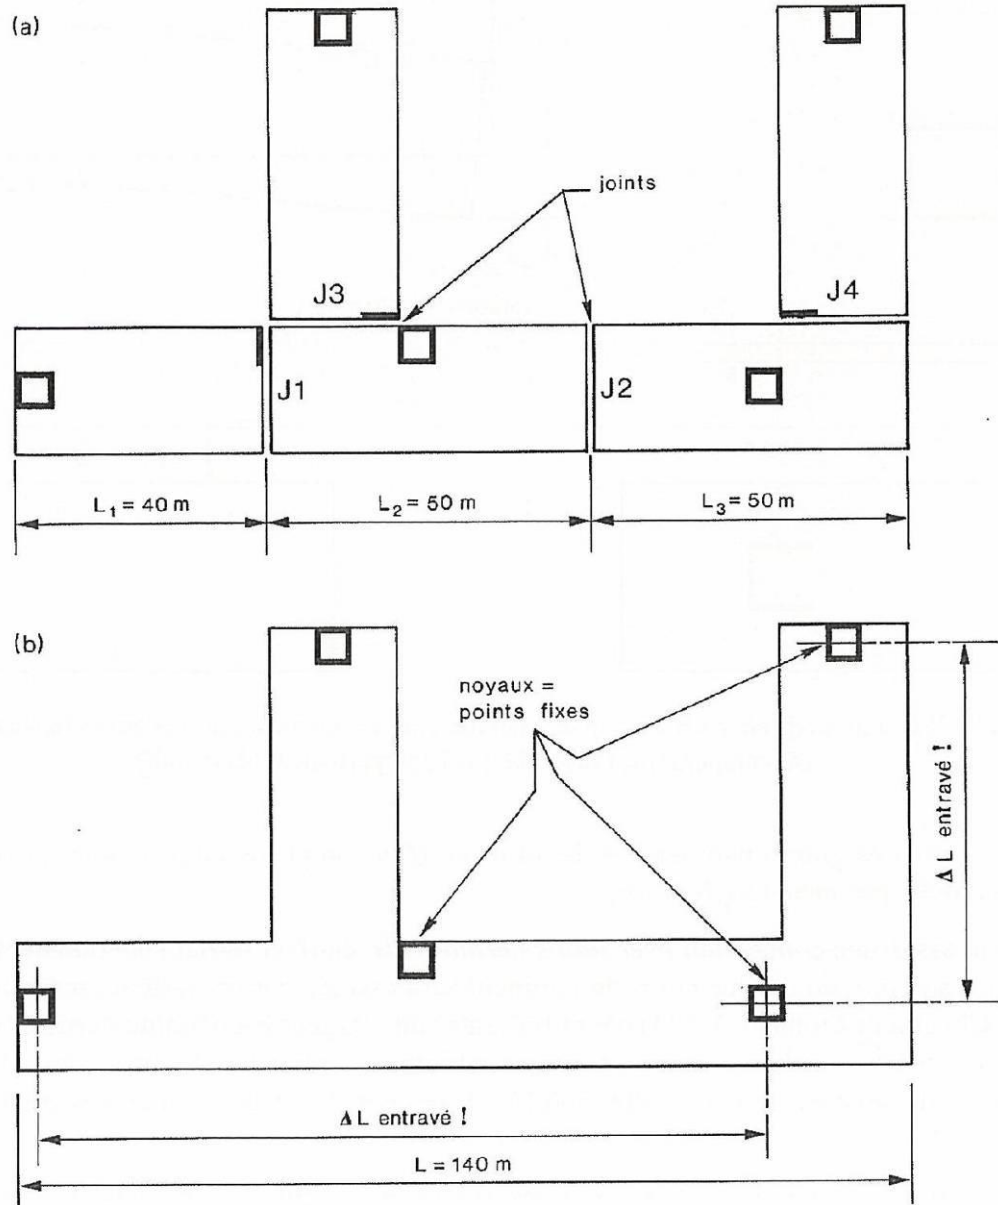 (a)
joints
J3
J4
J1
J2
L₁ = 40 m
L₂ = 50 m
L₃ = 50 m
(b)
noyaux =
points fixes
ΔL entravé !
ΔL entravé !
L = 140 m